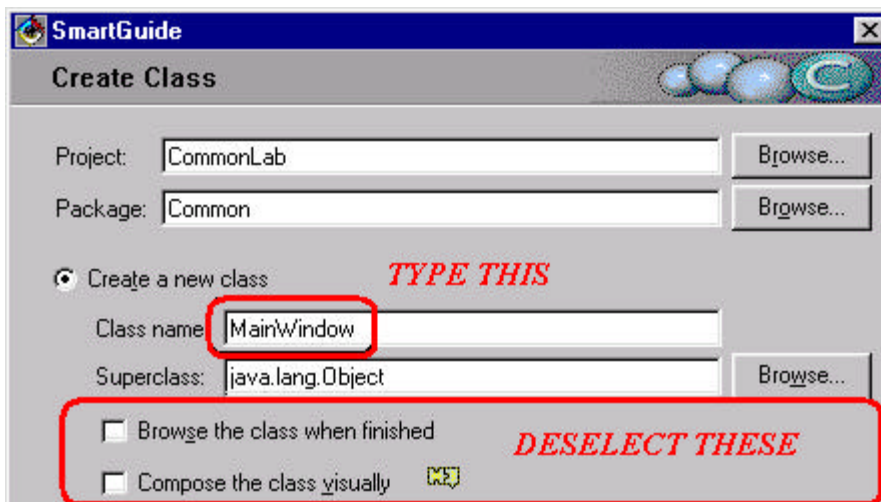 SmartGuide
Create Class
Project: CommonLab Browse...
Package: Common Browse...
Create a new class TYPE THIS
Class name MainWindow
Superclass: java.lang.Object Browse...
Browse the class when finished
DESELECT THESE
Compose the class visually